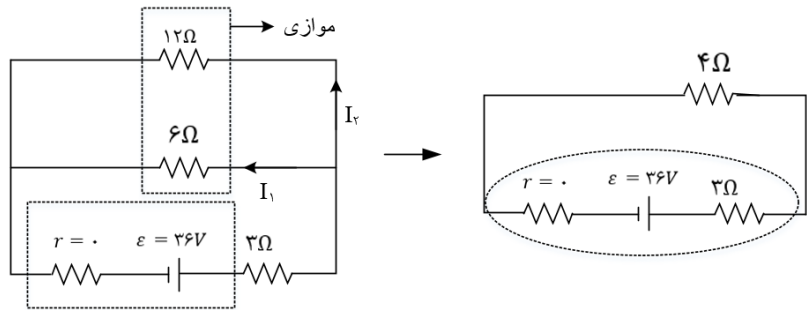 ۱۲Ω
موازی
I۲
۶Ω
I۱
r = ۰
ε = ۳۶V
۳Ω
۴Ω
r = ۰
ε = ۳۶V
۳Ω